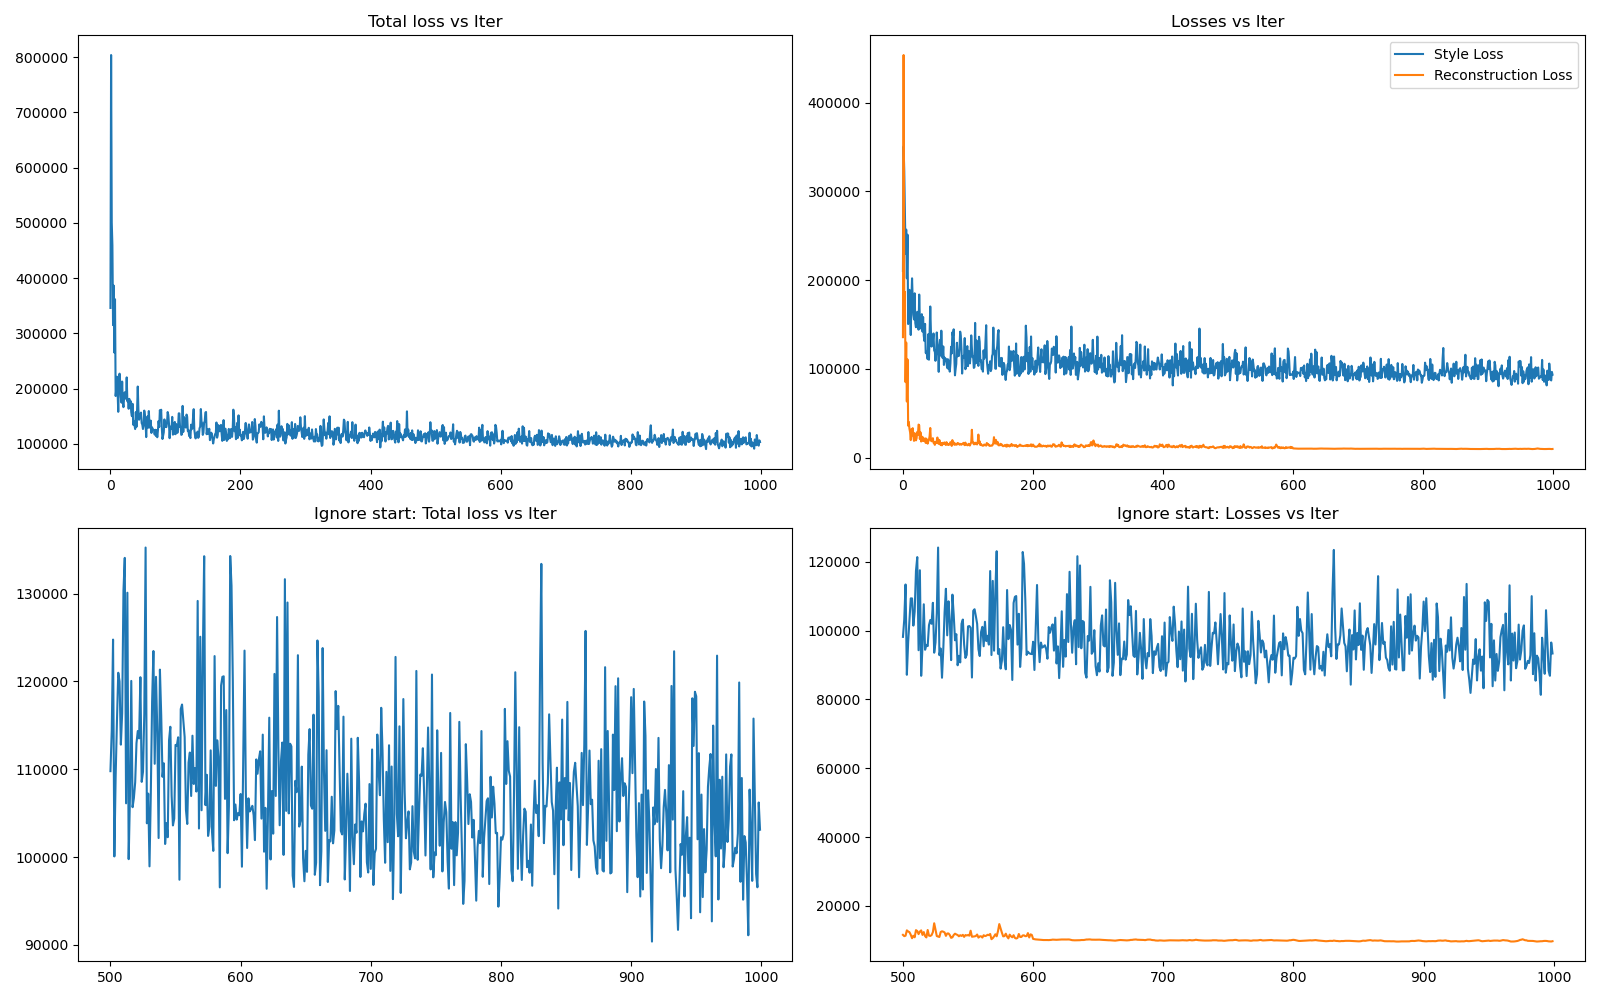 Total loss vs Iter
800000
700000
600000
500000
400000
300000
200000
100000
0 200 400 600 800 1000
Losses vs Iter
Style Loss
Reconstruction Loss
400000
300000
200000
100000
0
0 200 400 600 800 1000
Ignore start: Total loss vs Iter
130000
120000
110000
100000
90000
500 600 700 800 900 1000
Ignore start: Losses vs Iter
120000
100000
80000
60000
40000
20000
500 600 700 800 900 1000